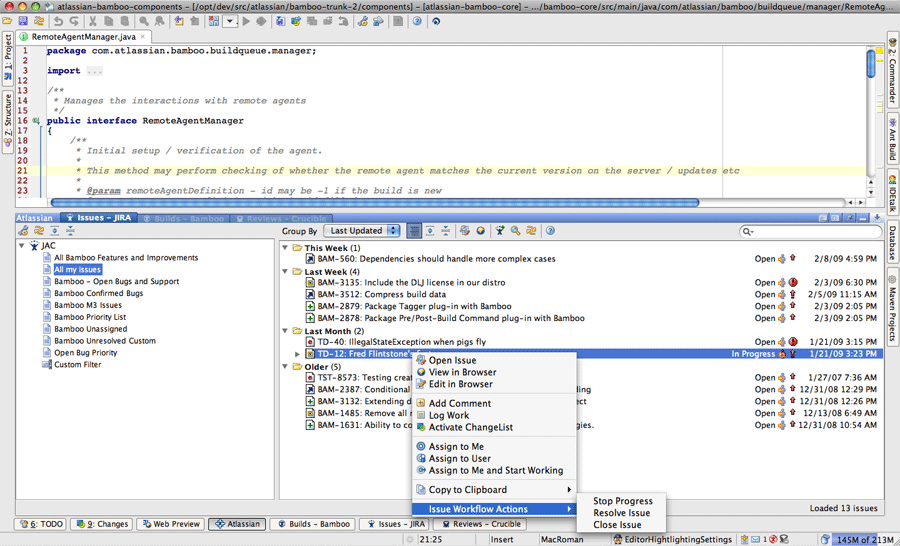 atlassian-bamboo-components – [/opt/dev/src/atlassian/bamboo-trunk-2/components] – [atlassian-bamboo-core] – .../bamboo-core/src/main/java/com/atlassian/bamboo/buildqueue/manager/RemoteAg...
RemoteAgentManager.java
1 package com.atlassian.bamboo.buildqueue.manager;
2
3 import ...
10
11 /**
12 * Manages the interactions with remote agents
15 */
16 public interface RemoteAgentManager
17 {
18 /**
19 * Initial setup / verification of the agent.
20 *
21 * This method may perform checking of whether the remote agent matches the current version on the server / updates etc
22 *
23 * @param remoteAgentDefinition - id may be -1 if the build is new
1: Project
Z: Structure
2: Commander
Ant Build
IDEtalk
Database
Maven Projects
Atlassian
Issues – JIRA
Builds – Bamboo
Reviews – Crucible
Group By
Last Updated
JAC
All Bamboo Features and Improvements
All my issues
Bamboo – Open Bugs and Support
Bamboo Confirmed Bugs
Bamboo M3 Issues
Bamboo Priority List
Bamboo Unassigned
Bamboo Unresolved Custom
Open Bug Priority
Custom Filter
This Week (1)
BAM-560: Dependencies should handle more complex cases Open 2/8/09 4:59 PM
Last Week (4)
BAM-3135: Include the DLJ license in our distro Open 2/3/09 6:30 PM
BAM-3512: Compress build data Open 2/5/09 11:15 AM
BAM-2879: Package Tagger plug-in with Bamboo Open 2/3/09 2:05 PM
BAM-2878: Package Pre/Post-Build Command plug-in with Bamboo Open 2/3/09 2:05 PM
Last Month (2)
TD-40: IllegalStateException when pigs fly Open 1/21/09 3:15 PM
TD-12: Fred Flintstone's In Progress 1/21/09 3:23 PM
Older (5)
TST-8573: Testing creat Open 1/27/07 7:36 AM
BAM-2387: Conditional ding Open 12/31/08 12:29 PM
BAM-3132: Extending d ect Open 12/31/08 12:26 PM
BAM-1485: Remove all r Open 12/13/08 6:49 AM
BAM-1631: Ability to co gies. Open 12/31/08 10:54 AM
Open Issue
View in Browser
Edit in Browser
Add Comment
Log Work
Activate ChangeList
Assign to Me
Assign to User
Assign to Me and Start Working
Copy to Clipboard
Issue Workflow Actions
Stop Progress
Resolve Issue
Close Issue
Loaded 13 issues
6: TODO
9: Changes
Web Preview
Atlassian
Builds – Bamboo
Issues – JIRA
Reviews – Crucible
21:25
Insert
MacRoman
EditorHighlightingSettings
145M of 213M